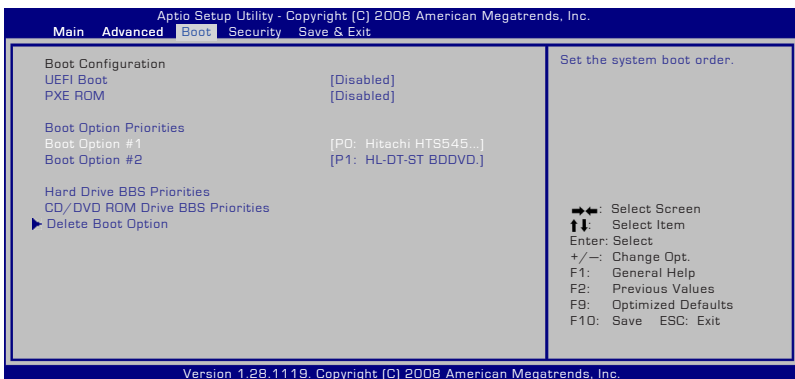 Aptio Setup Utility - Copyright (C) 2008 American Megatrends, Inc.
Main Advanced Boot Security Save & Exit
Boot Configuration
UEFI Boot [Disabled]
PXE ROM [Disabled]
Boot Option Priorities
Boot Option #1 [P0: Hitachi HTS545...]
Boot Option #2 [P1: HL-DT-ST BDDVD.]
Hard Drive BBS Priorities
CD/DVD ROM Drive BBS Priorities
Delete Boot Option
Set the system boot order.
→←: Select Screen
↑↓: Select Item
Enter: Select
+/—: Change Opt.
F1: General Help
F2: Previous Values
F9: Optimized Defaults
F10: Save ESC: Exit
Version 1.28.1119. Copyright (C) 2008 American Megatrends, Inc.